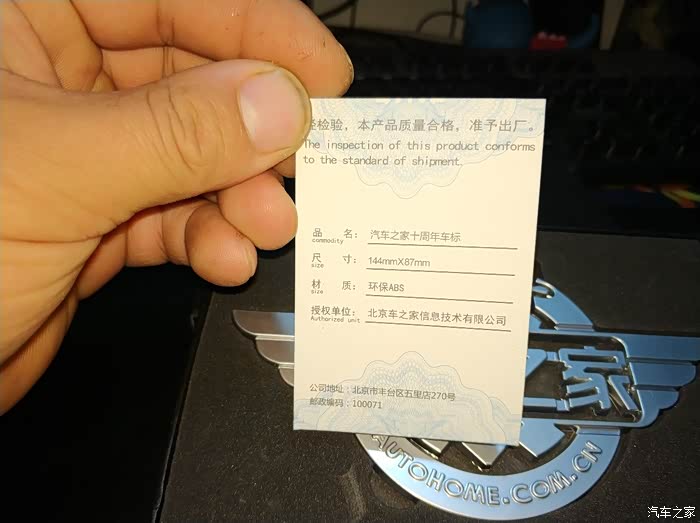 经检验，本产品质量合格，准予出厂。
The inspection of this product conforms
to the standard of shipment.
品 名： 汽车之家十周年车标
commodity
尺 寸： 144mmX87mm
size
材 质： 环保ABS
size
授权单位： 北京车之家信息技术有限公司
Authorized unit
公司地址：北京市丰台区五里店270号
邮政编码：100071
之家
AUTOHOME.COM.CN
汽车之家